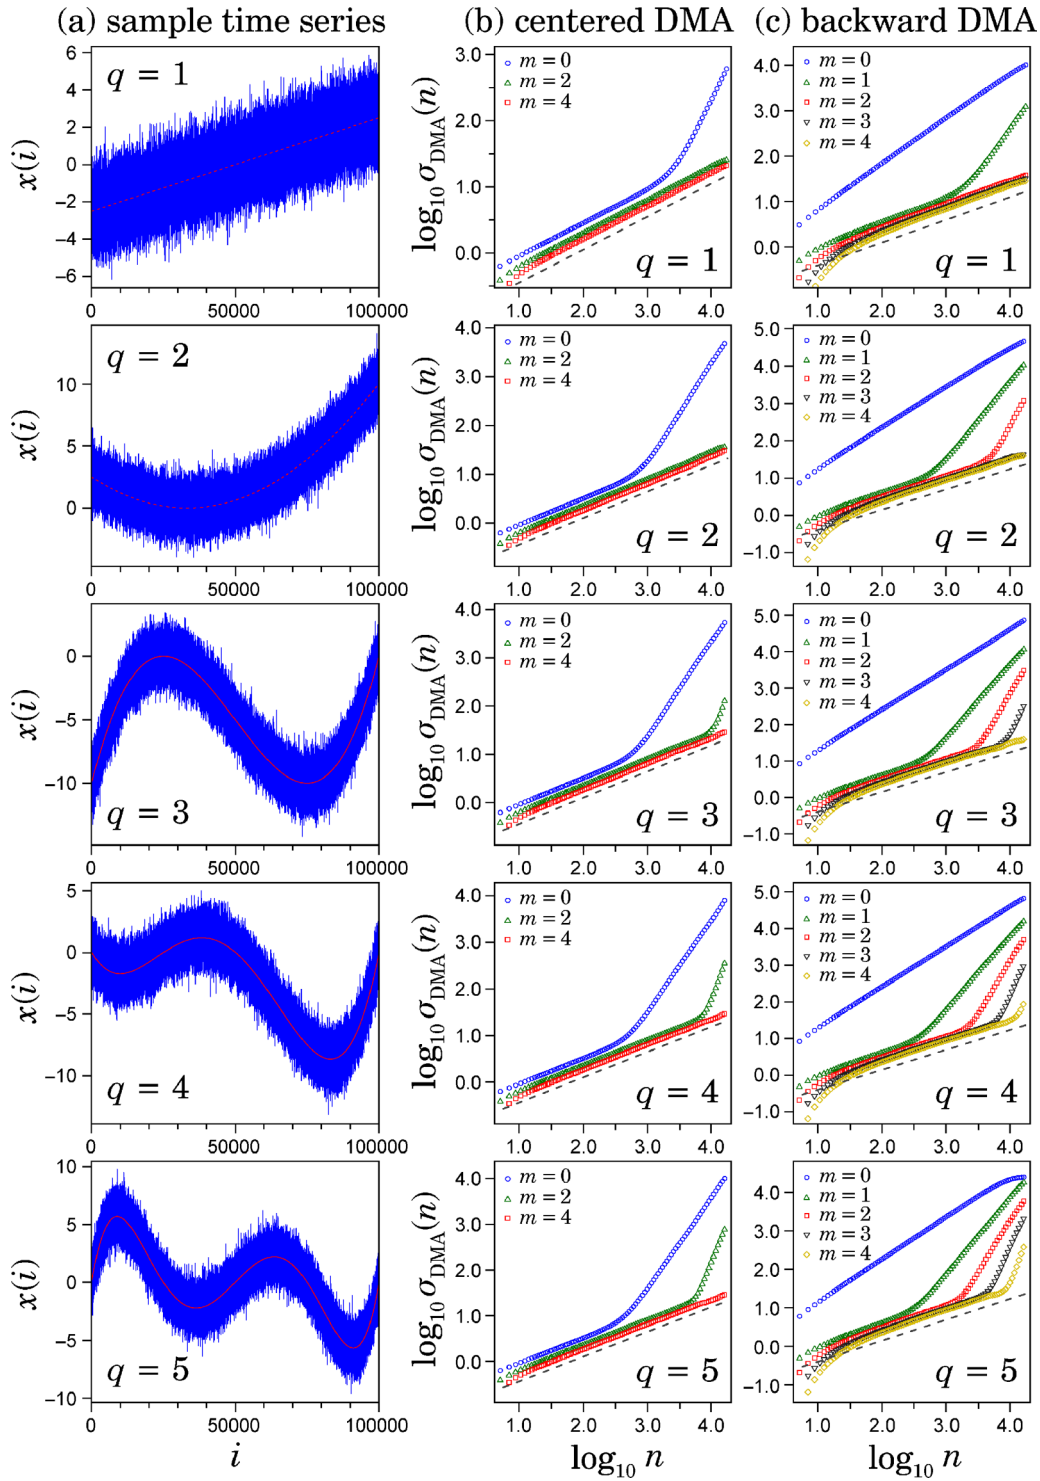 (a) sample time series
(b) centered DMA
(c) backward DMA
x(i)
6
4
2
0
−2
−4
−6
q = 1
0
50000
100000
log₁₀ σ_DMA(n)
3.0
2.0
1.0
0.0
m = 0
m = 2
m = 4
q = 1
1.0
2.0
3.0
4.0
4.0
3.0
2.0
1.0
0.0
m = 0
m = 1
m = 2
m = 3
m = 4
q = 1
1.0
2.0
3.0
4.0
x(i)
10
5
0
q = 2
0
50000
100000
log₁₀ σ_DMA(n)
4.0
3.0
2.0
1.0
0.0
m = 0
m = 2
m = 4
q = 2
1.0
2.0
3.0
4.0
5.0
4.0
3.0
2.0
1.0
0.0
−1.0
m = 0
m = 1
m = 2
m = 3
m = 4
q = 2
1.0
2.0
3.0
4.0
x(i)
0
−5
−10
q = 3
0
50000
100000
log₁₀ σ_DMA(n)
4.0
3.0
2.0
1.0
0.0
m = 0
m = 2
m = 4
q = 3
1.0
2.0
3.0
4.0
5.0
4.0
3.0
2.0
1.0
0.0
−1.0
m = 0
m = 1
m = 2
m = 3
m = 4
q = 3
1.0
2.0
3.0
4.0
x(i)
5
0
−5
−10
q = 4
0
50000
100000
log₁₀ σ_DMA(n)
4.0
3.0
2.0
1.0
0.0
m = 0
m = 2
m = 4
q = 4
1.0
2.0
3.0
4.0
5.0
4.0
3.0
2.0
1.0
0.0
−1.0
m = 0
m = 1
m = 2
m = 3
m = 4
q = 4
1.0
2.0
3.0
4.0
x(i)
10
5
0
−5
−10
q = 5
0
50000
100000
i
log₁₀ σ_DMA(n)
4.0
3.0
2.0
1.0
0.0
m = 0
m = 2
m = 4
q = 5
1.0
2.0
3.0
4.0
log₁₀ n
4.0
3.0
2.0
1.0
0.0
−1.0
m = 0
m = 1
m = 2
m = 3
m = 4
q = 5
1.0
2.0
3.0
4.0
log₁₀ n